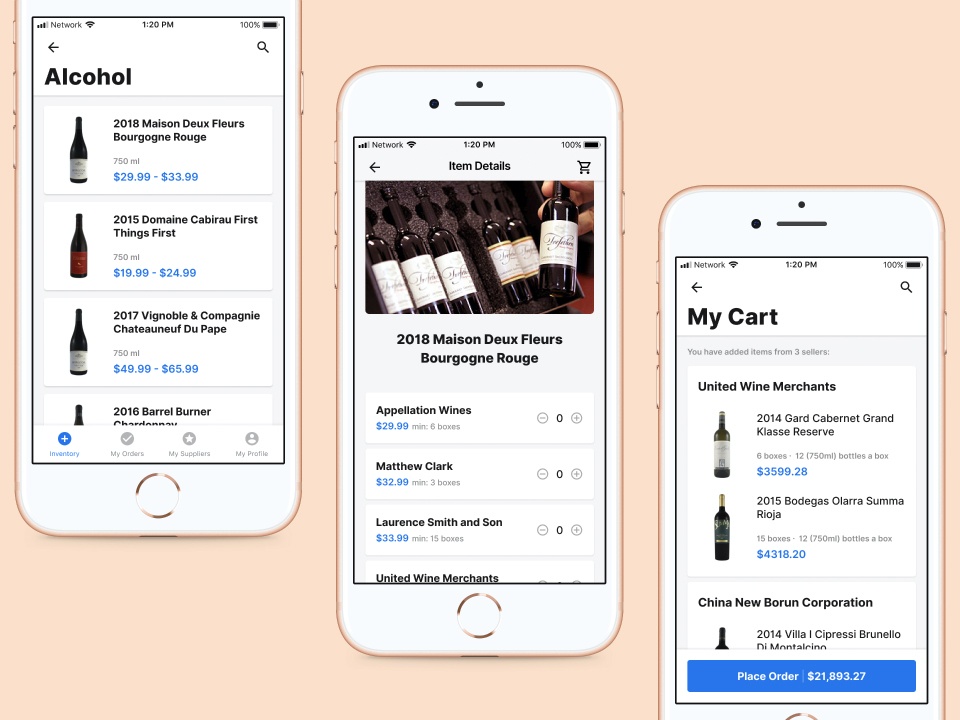 Network 1:20 PM 100%
Alcohol
2018 Maison Deux Fleurs
Bourgogne Rouge
750 ml
$29.99 - $33.99
2015 Domaine Cabirau First
Things First
750 ml
$19.99 - $24.99
2017 Vignoble & Compagnie
Chateauneuf Du Pape
750 ml
$49.99 - $65.99
2016 Barrel Burner
Chardonnay
Inventory My Orders My Suppliers My Profile
Network 1:20 PM 100%
Item Details
2018 Maison Deux Fleurs
Bourgogne Rouge
Appellation Wines
$29.99 min: 6 boxes
0
Matthew Clark
$32.99 min: 3 boxes
0
Laurence Smith and Son
$33.99 min: 15 boxes
0
United Wine Merchants
Network 1:20 PM 100%
My Cart
You have added items from 3 sellers:
United Wine Merchants
2014 Gard Cabernet Grand
Klasse Reserve
6 boxes · 12 (750ml) bottles a box
$3599.28
2015 Bodegas Olarra Summa
Rioja
15 boxes · 12 (750ml) bottles a box
$4318.20
China New Borun Corporation
2014 Villa I Cipressi Brunello
Di Montalcino
Place Order | $21,893.27